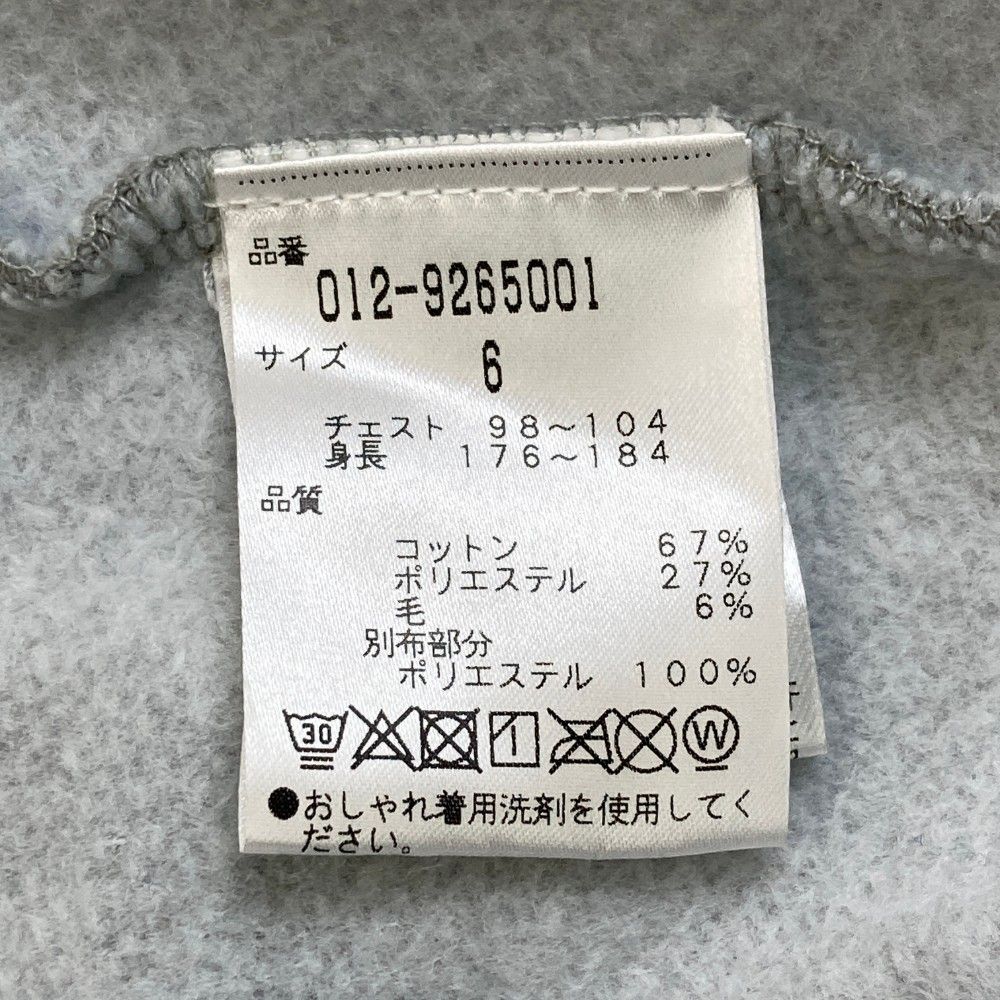 品番
012-9265001
サイズ 6
チェスト 98～104
身長 176～184
品質
コットン 67%
ポリエステル 27%
毛 6%
別布部分
ポリエステル 100%
30 W
●おしゃれ着用洗剤を使用してく
ださい。